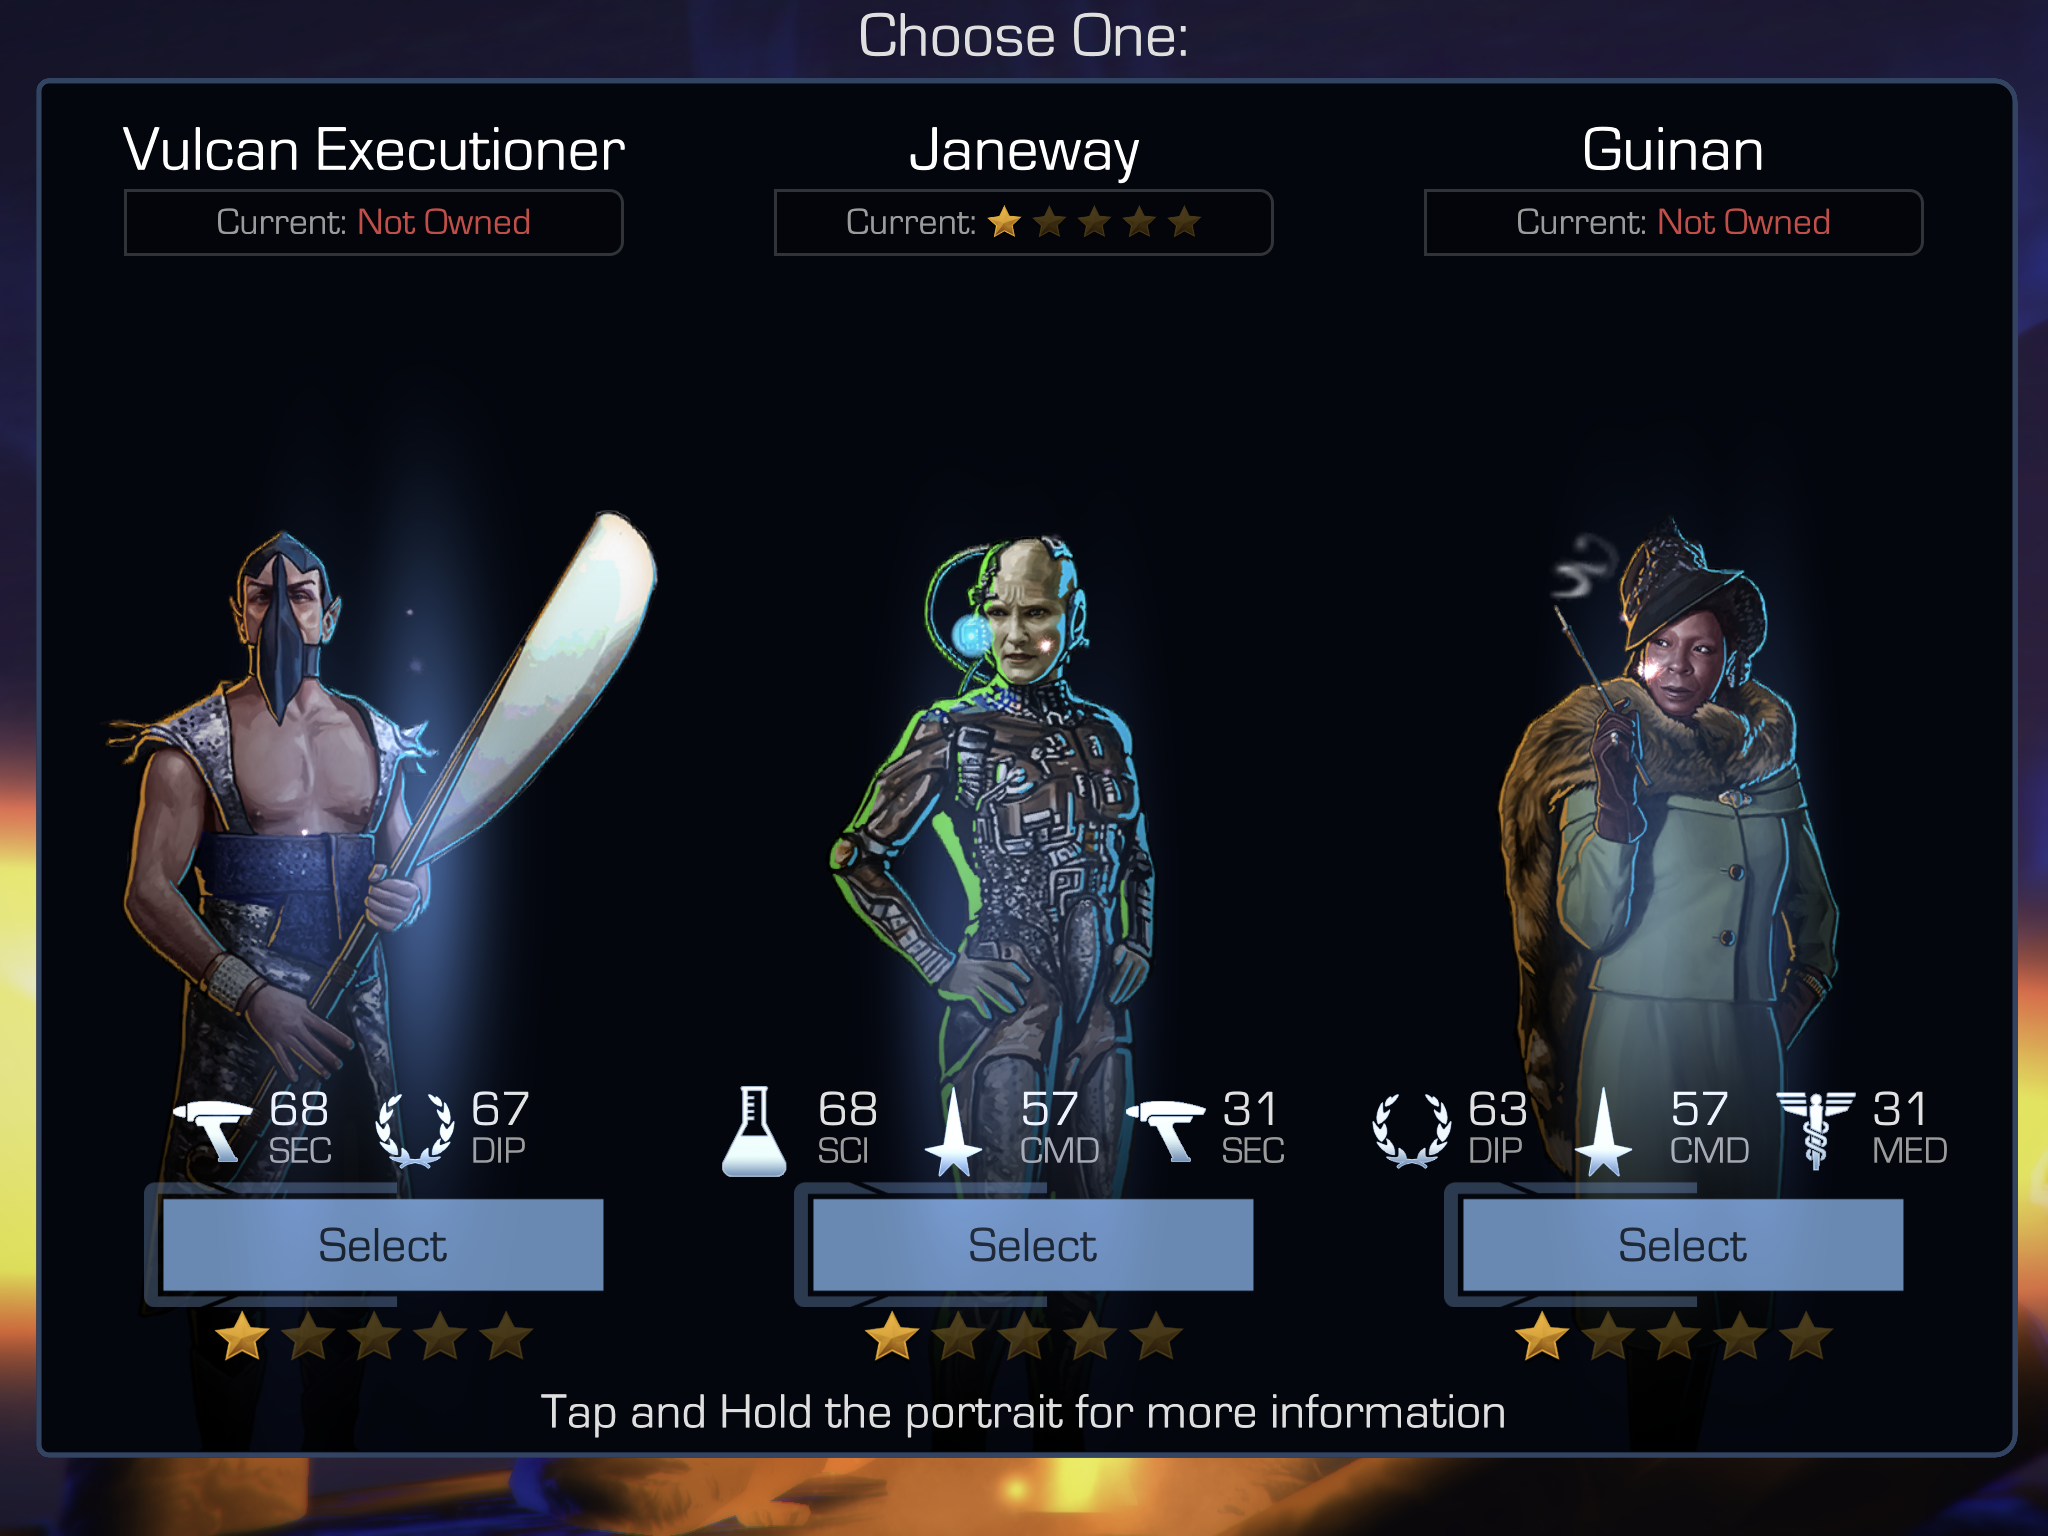 Choose One:
Vulcan Executioner
Current: Not Owned
68 SEC
67 DIP
Select
Janeway
Current:
68 SCI
57 CMD
31 SEC
Select
Guinan
Current: Not Owned
63 DIP
57 CMD
31 MED
Select
Tap and Hold the portrait for more information